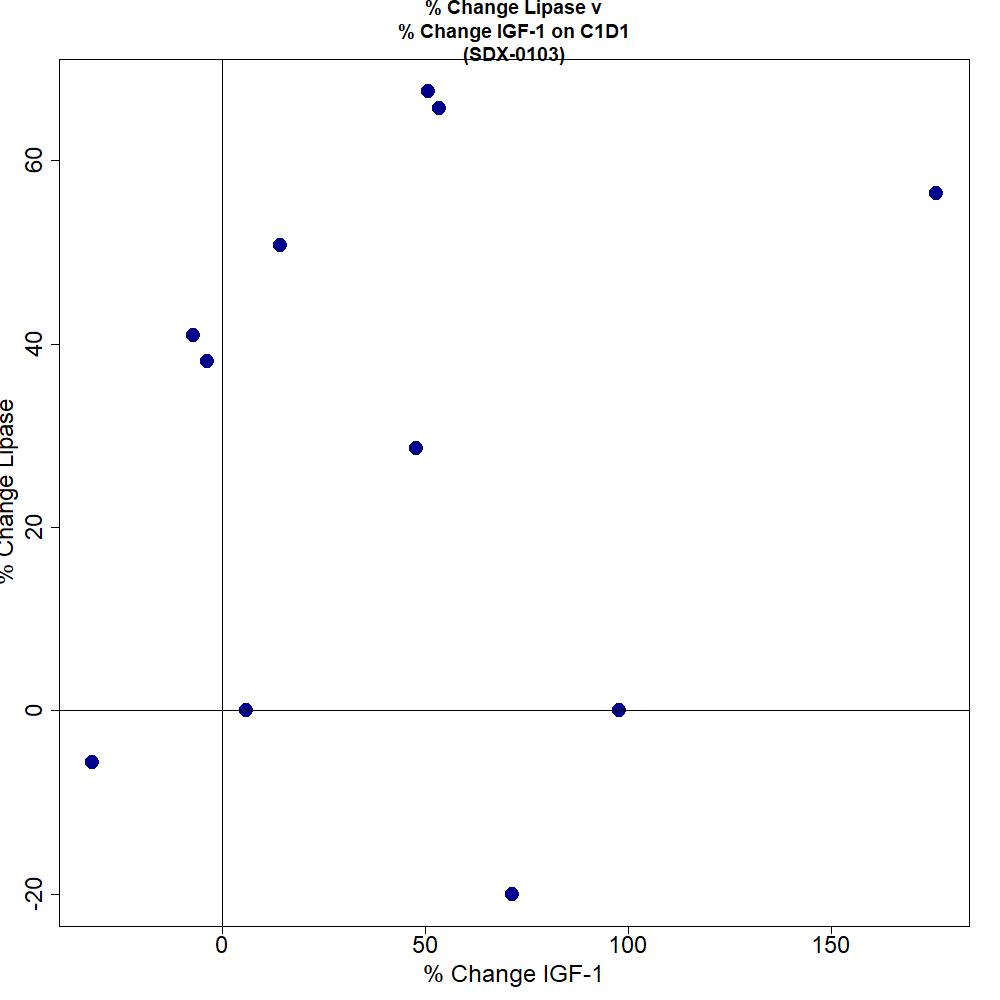 % Change Lipase v
% Change IGF-1 on C1D1
(SDX-0103)
60
40
20
0
-20
% Change Lipase
0 50 100 150
% Change IGF-1